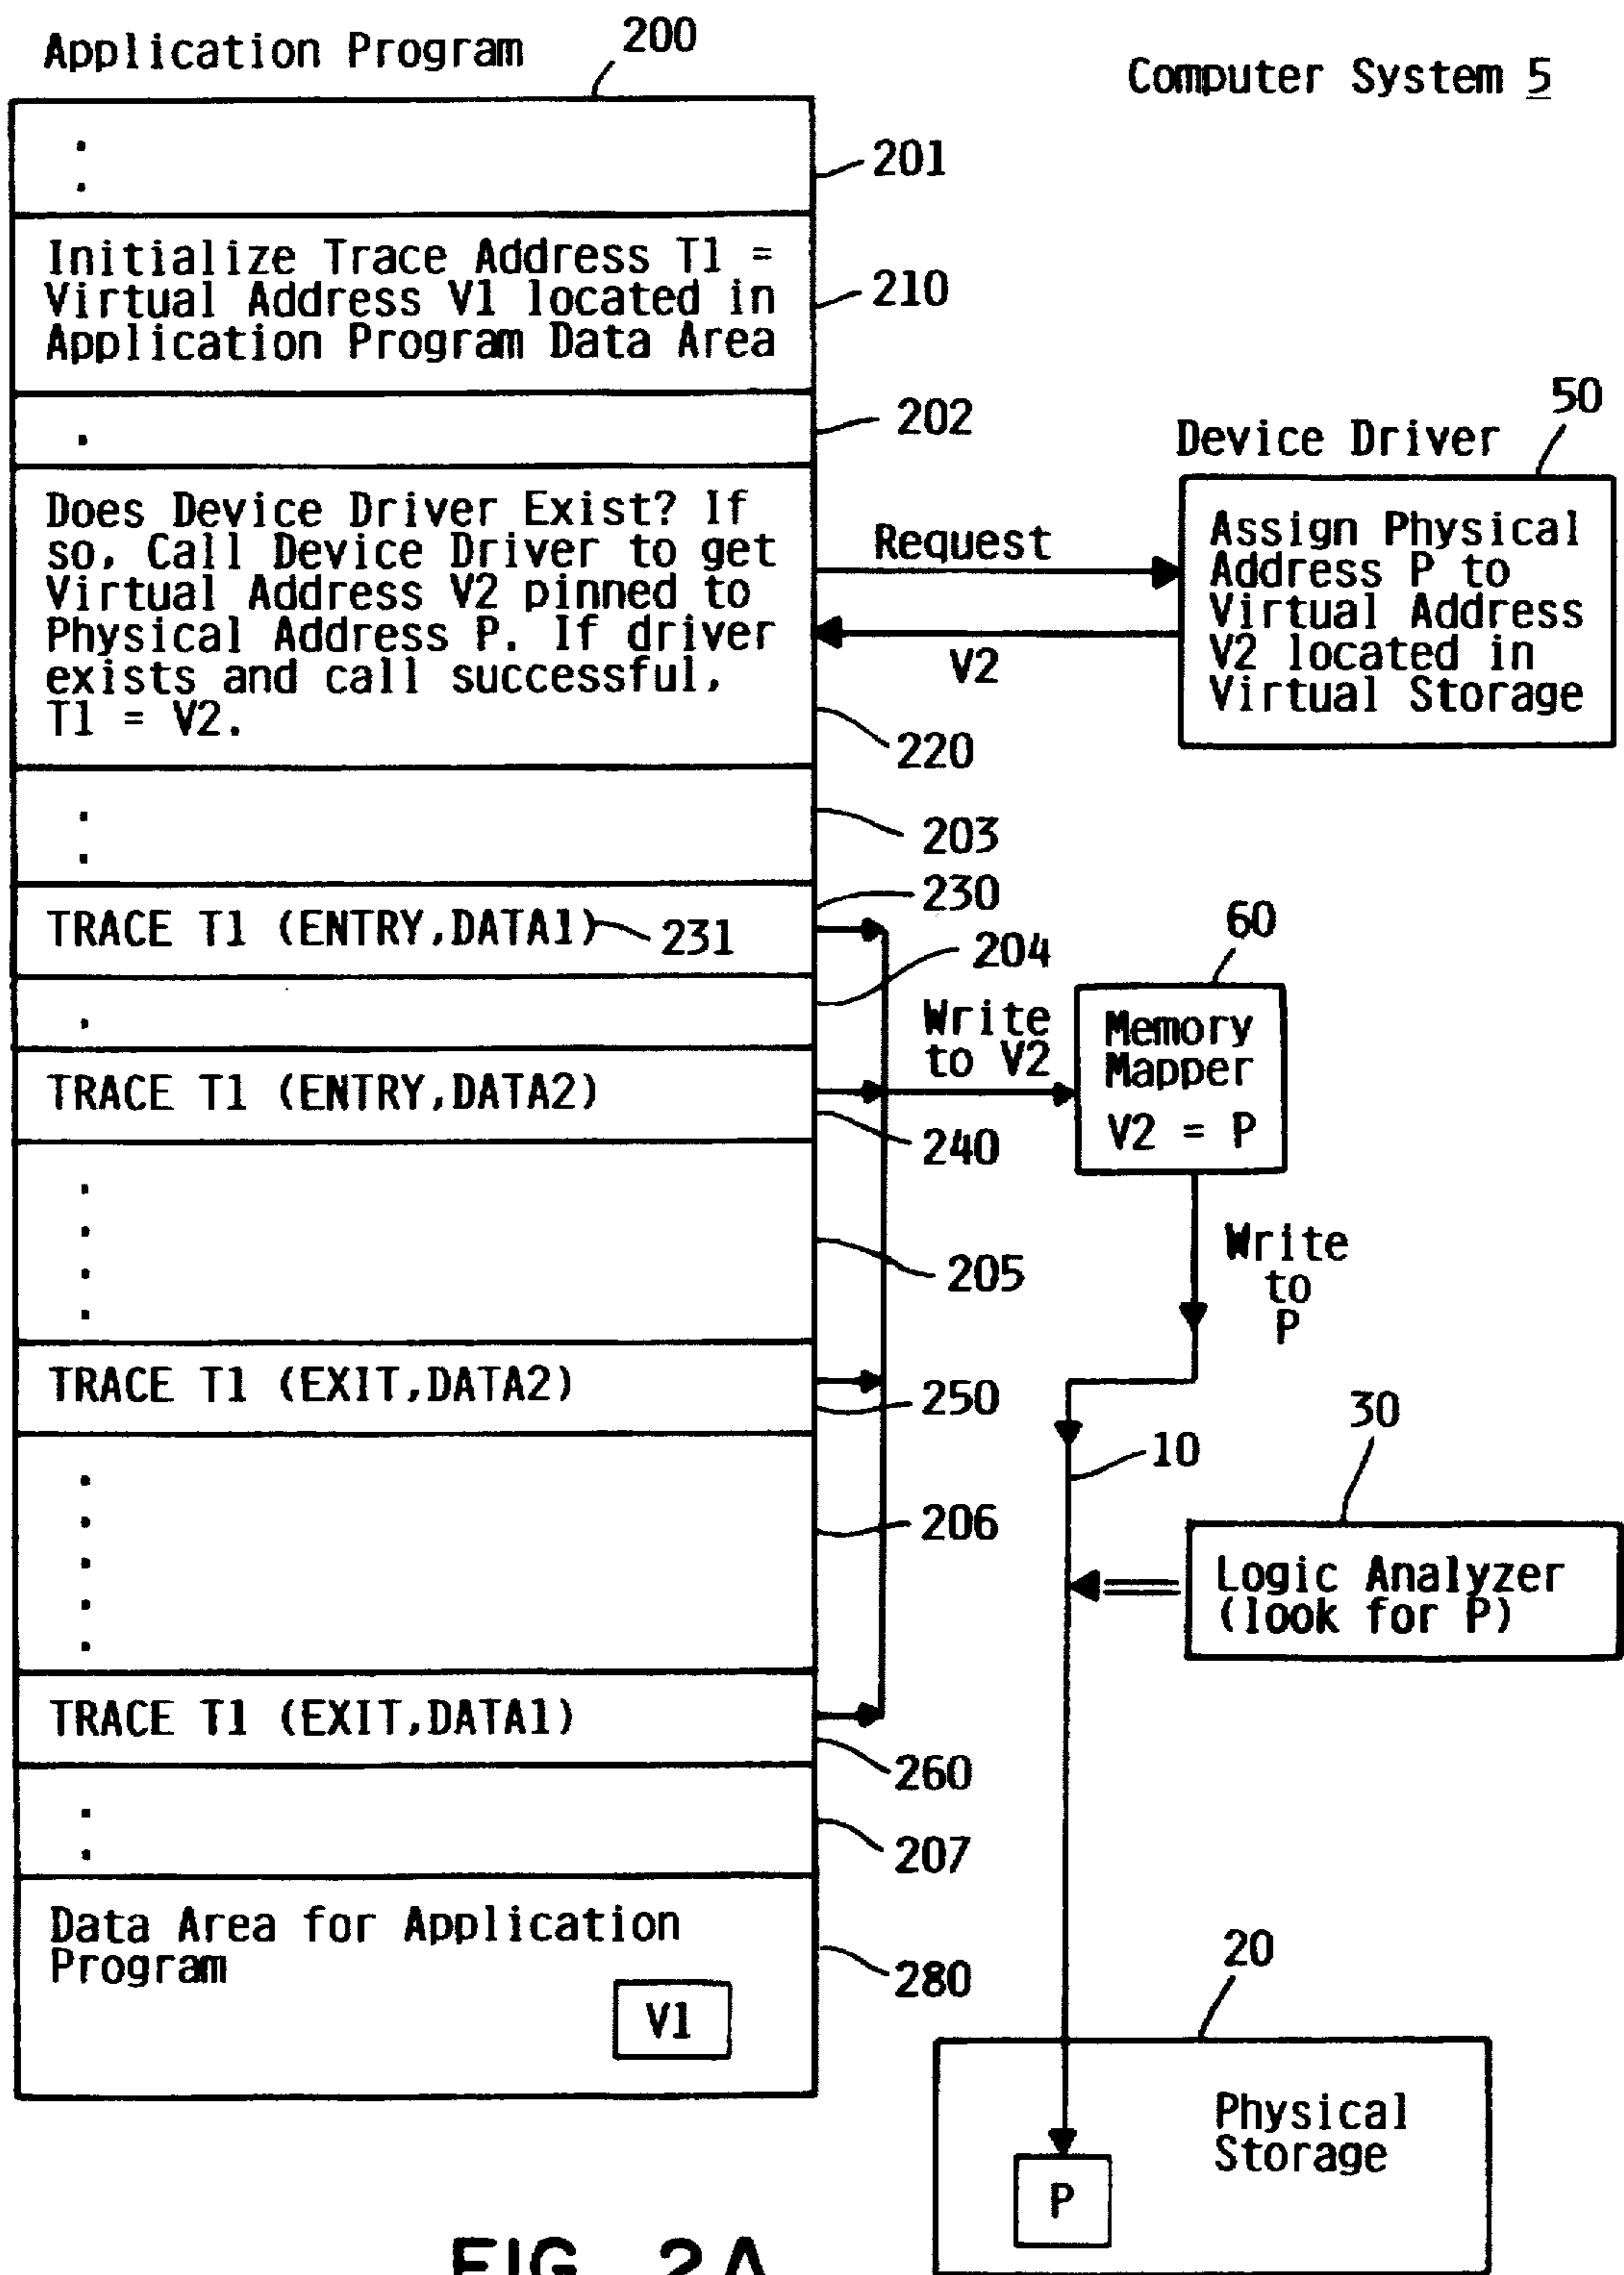 Application Program
200
Computer System 5
201
Initialize Trace Address T1 =
Virtual Address V1 located in
Application Program Data Area
210
202
Does Device Driver Exist? If
so, Call Device Driver to get
Virtual Address V2 pinned to
Physical Address P. If driver
exists and call successful,
T1 = V2.
220
Request
V2
Device Driver
50
Assign Physical
Address P to
Virtual Address
V2 located in
Virtual Storage
203
230
TRACE T1 (ENTRY,DATA1)
231
204
Write
to V2
60
Memory
Mapper
V2 = P
TRACE T1 (ENTRY,DATA2)
240
205
Write
to
P
TRACE T1 (EXIT,DATA2)
250
10
30
Logic Analyzer
(look for P)
206
TRACE T1 (EXIT,DATA1)
260
207
Data Area for Application
Program
280
V1
20
Physical
Storage
P
FIG. 2A